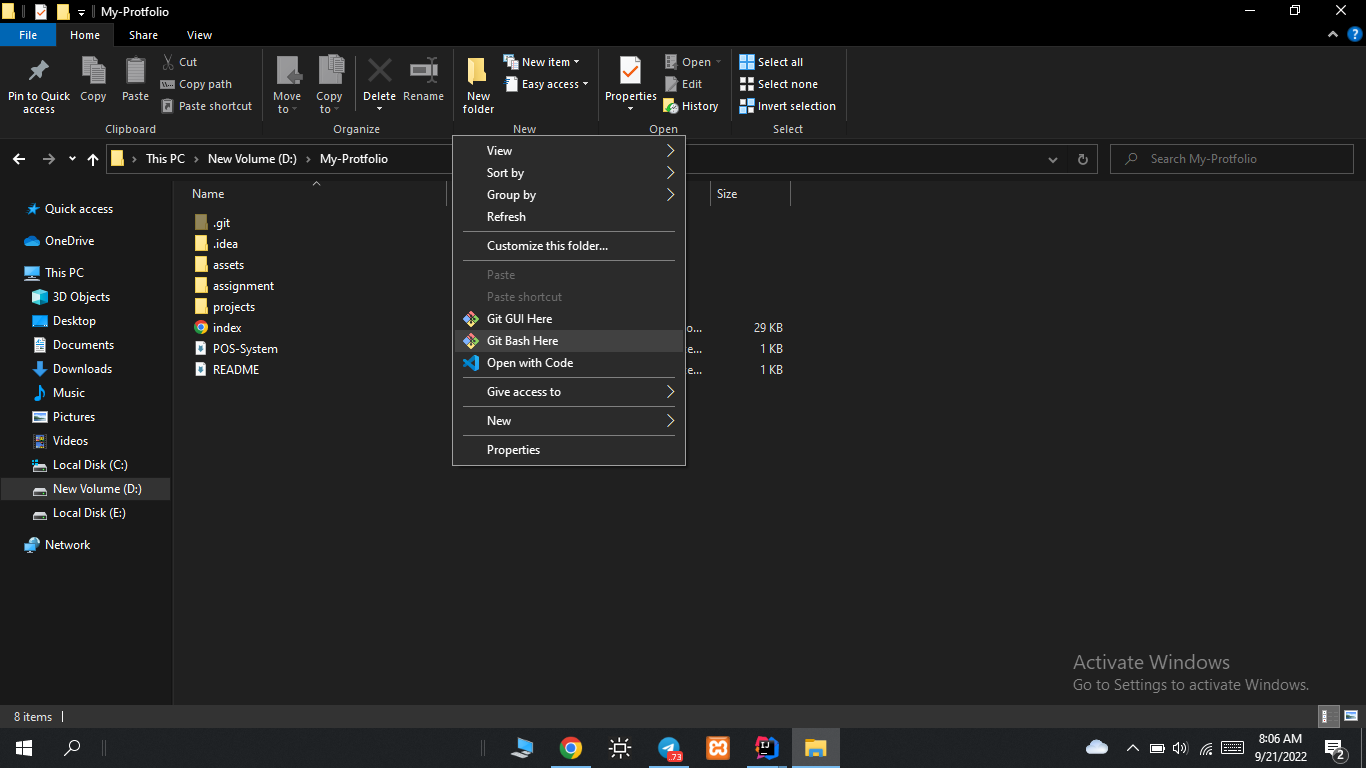 My-Protfolio
File Home Share View
Pin to Quick access
Copy
Paste
Cut
Copy path
Paste shortcut
Clipboard
Move to
Copy to
Delete
Rename
Organize
New folder
New item
Easy access
New
Properties
Open
Edit
History
Open
Select all
Select none
Invert selection
Select
This PC › New Volume (D:) › My-Protfolio
Search My-Protfolio
Quick access
OneDrive
This PC
3D Objects
Desktop
Documents
Downloads
Music
Pictures
Videos
Local Disk (C:)
New Volume (D:)
Local Disk (E:)
Network
Name Size
.git
.idea
assets
assignment
projects
index o... 29 KB
POS-System e... 1 KB
README e... 1 KB
View
Sort by
Group by
Refresh
Customize this folder...
Paste
Paste shortcut
Git GUI Here
Git Bash Here
Open with Code
Give access to
New
Properties
Activate Windows
Go to Settings to activate Windows.
8 items
.73
8:06 AM
9/21/2022
2